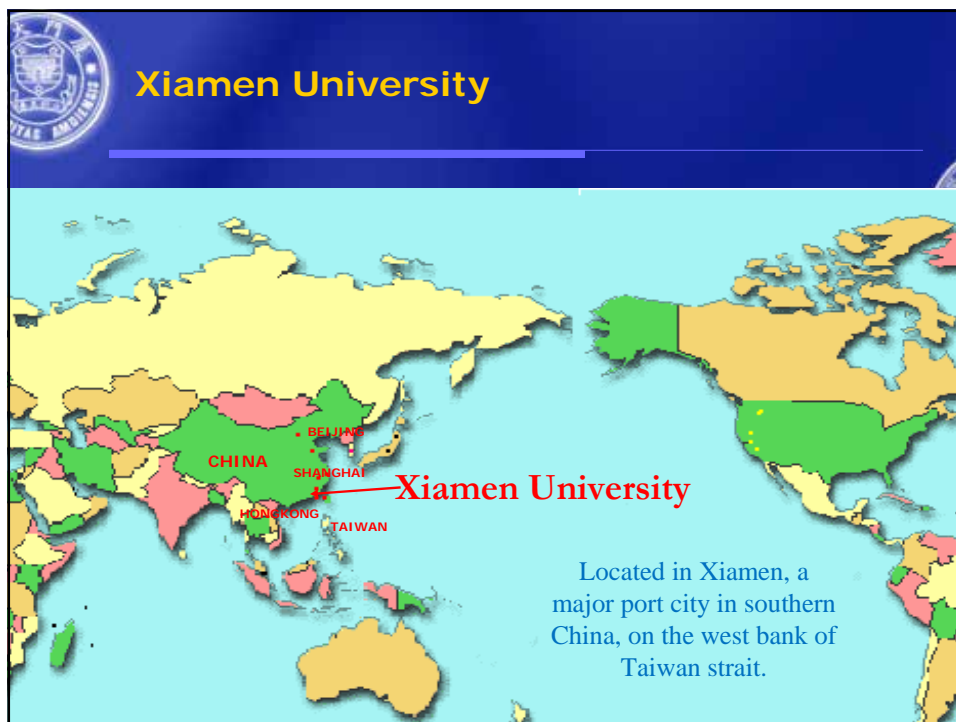 Xiamen University
BEIJING
CHINA
SHANGHAI
Xiamen University
HONGKONG
TAIWAN
Located in Xiamen, a
major port city in southern
China, on the west bank of
Taiwan strait.